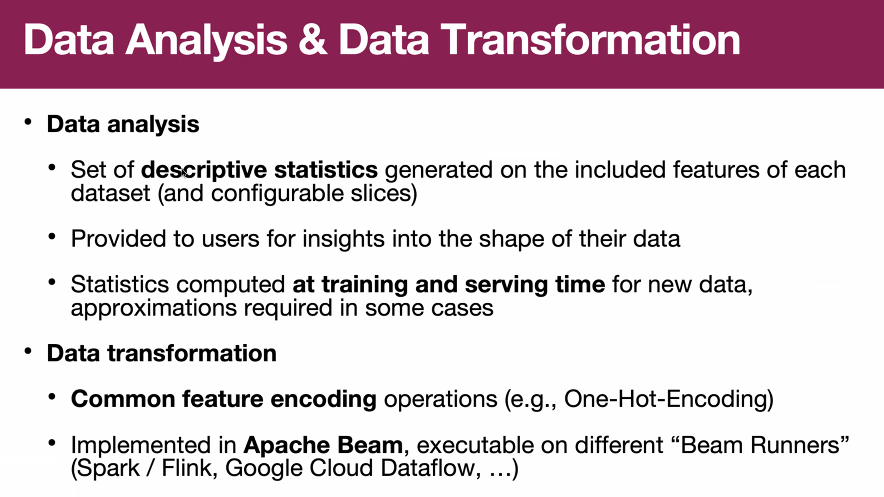 Data Analysis & Data Transformation
• Data analysis
• Set of descriptive statistics generated on the included features of each
dataset (and configurable slices)
• Provided to users for insights into the shape of their data
• Statistics computed at training and serving time for new data,
approximations required in some cases
• Data transformation
• Common feature encoding operations (e.g., One-Hot-Encoding)
• Implemented in Apache Beam, executable on different “Beam Runners”
(Spark / Flink, Google Cloud Dataflow, …)